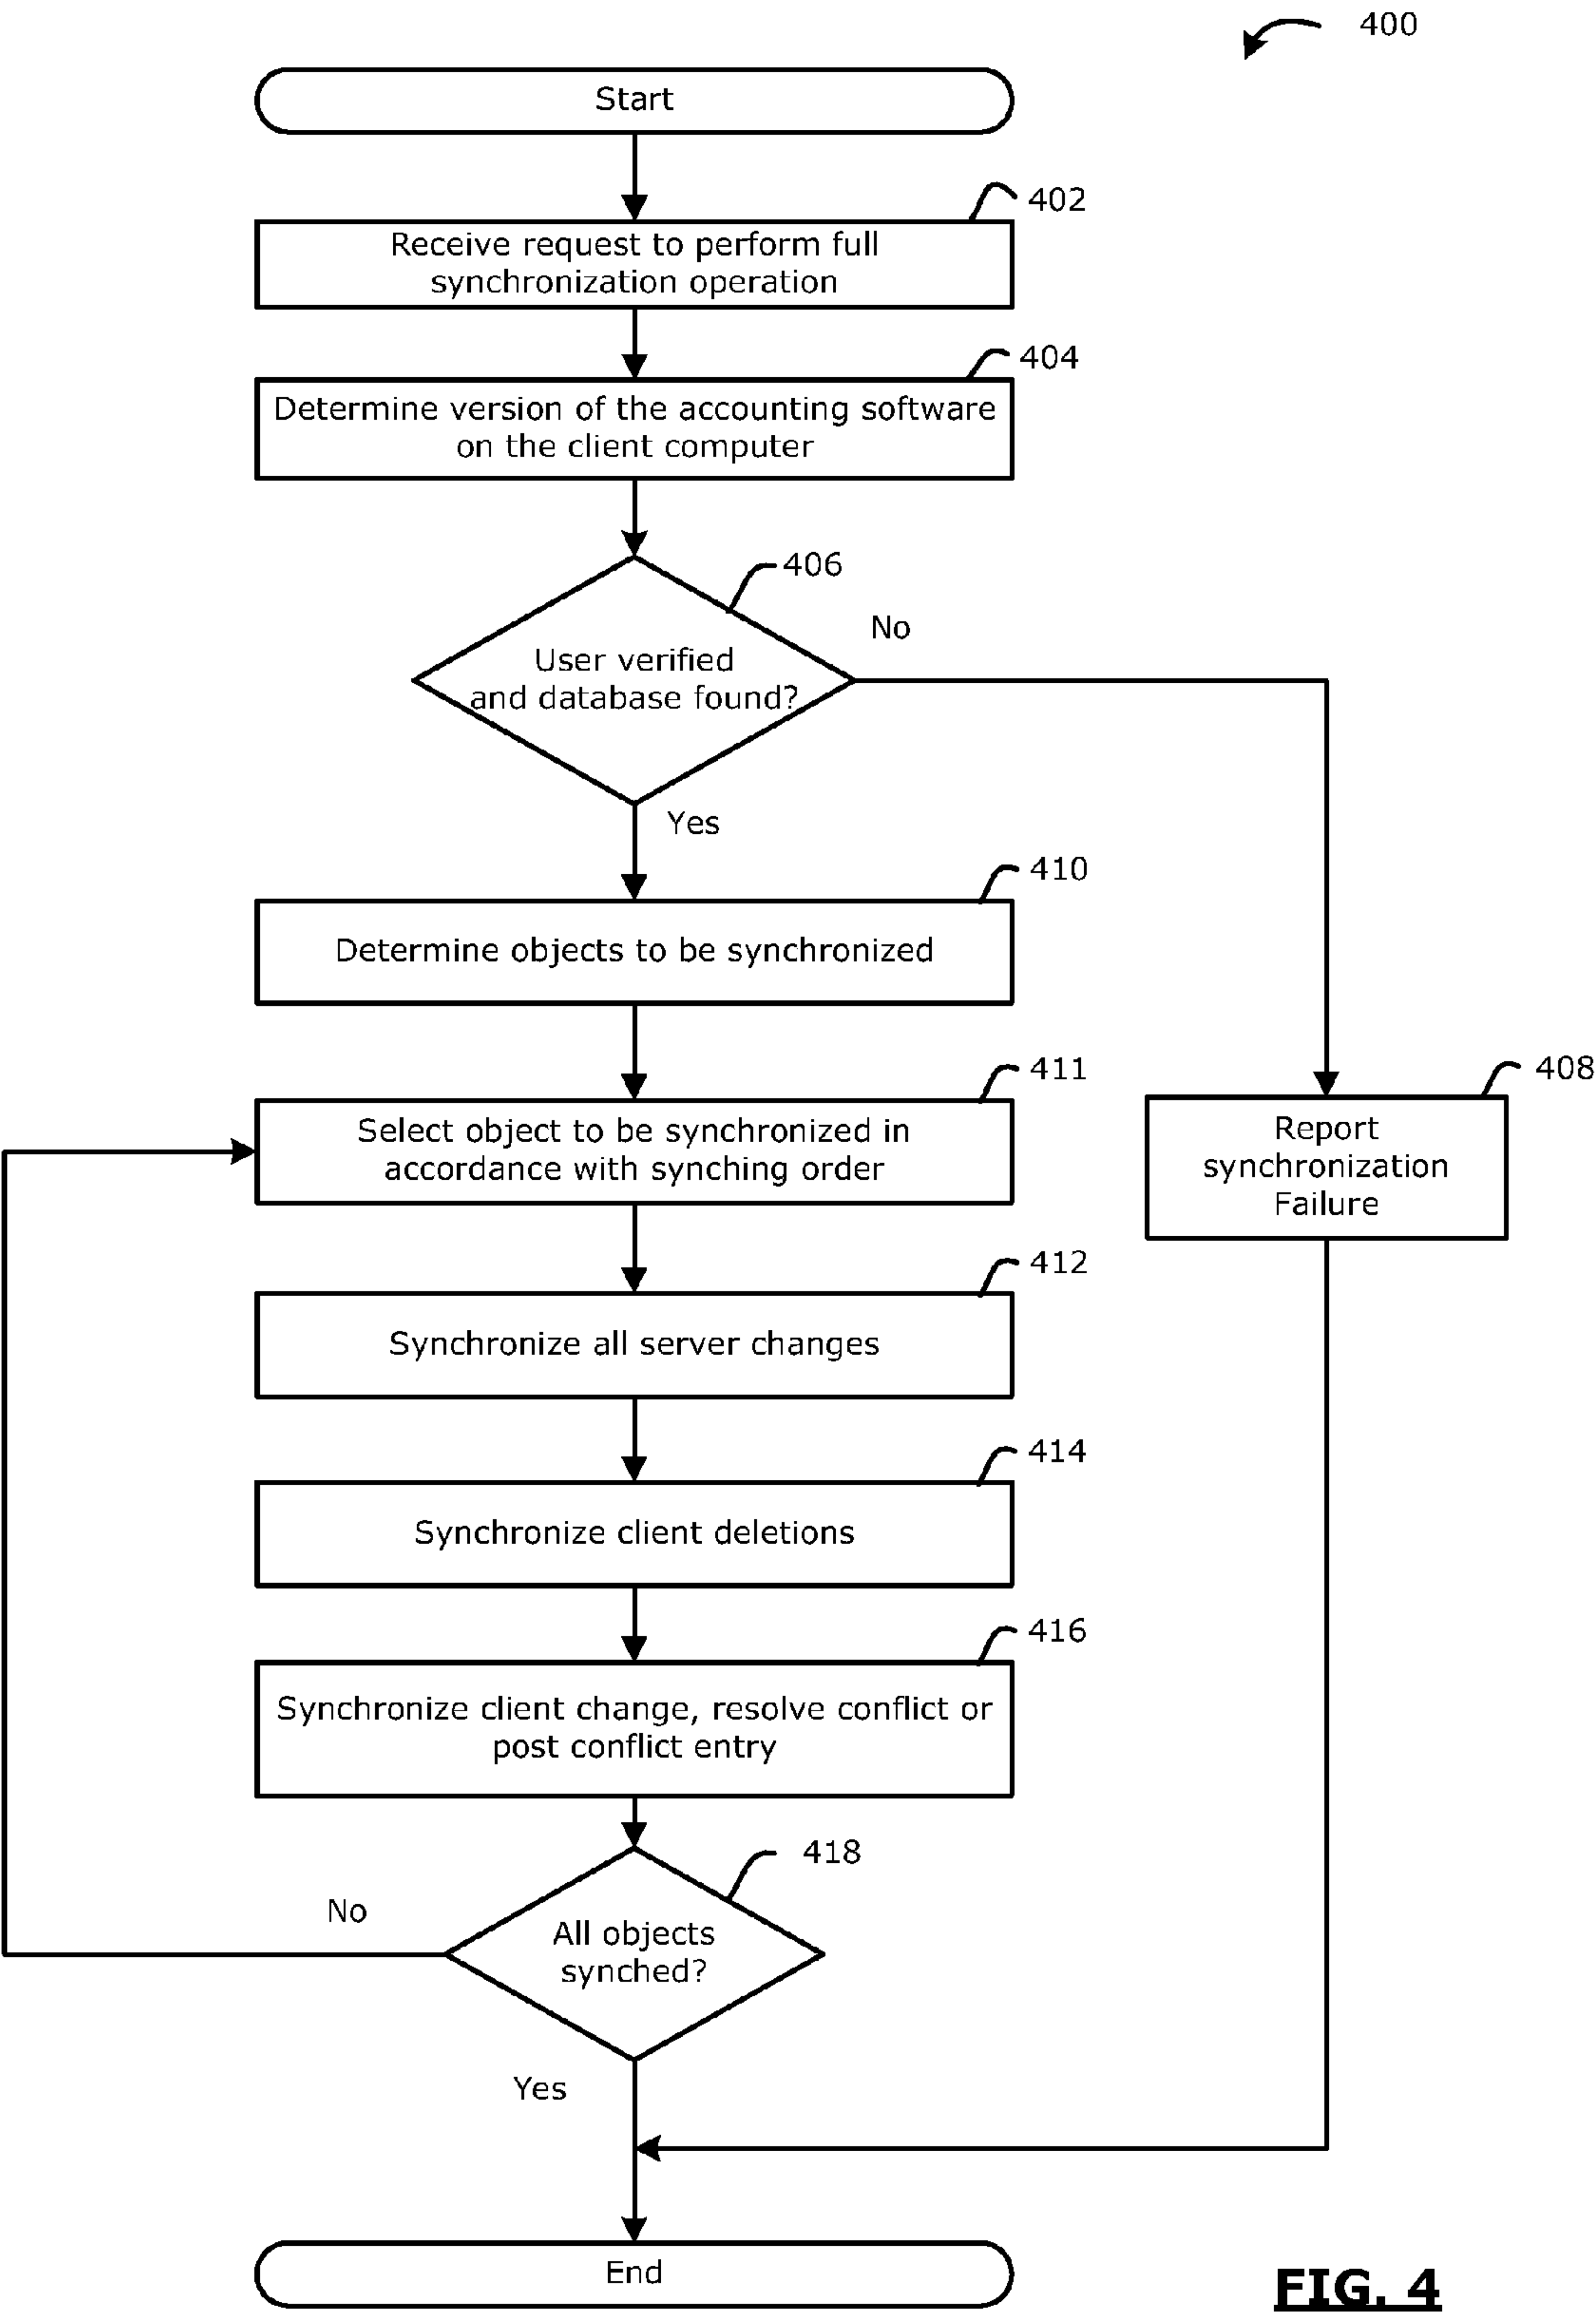 400
Start
402
Receive request to perform full
synchronization operation
404
Determine version of the accounting software
on the client computer
406
User verified
and database found?
No
Yes
410
Determine objects to be synchronized
411
Select object to be synchronized in
accordance with synching order
408
Report
synchronization
Failure
412
Synchronize all server changes
414
Synchronize client deletions
416
Synchronize client change, resolve conflict or
post conflict entry
418
All objects
synched?
No
Yes
End
FIG. 4